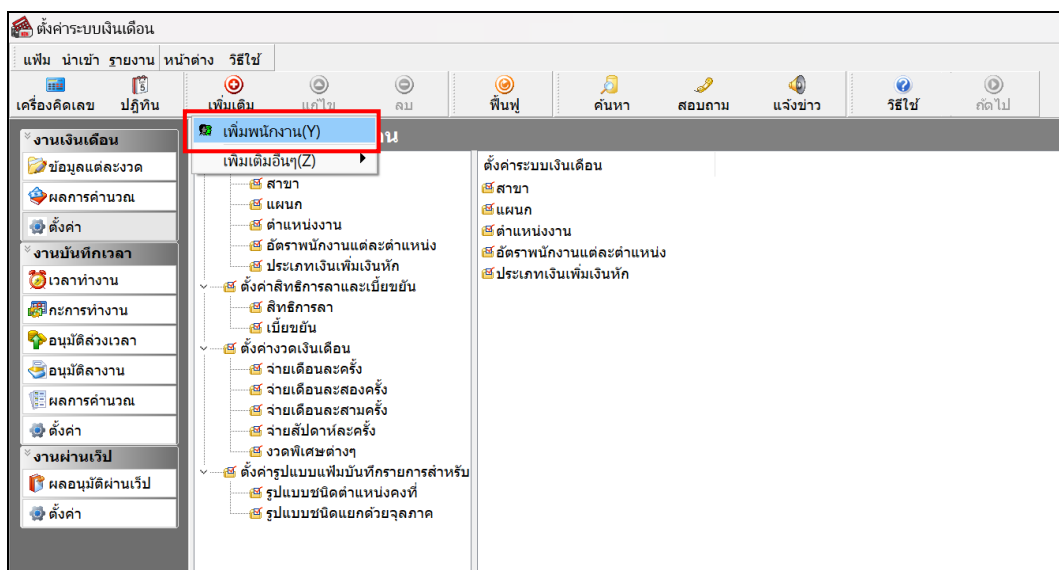 ตั้งค่าระบบเงินเดือน
แฟ้ม นำเข้า รายงาน หน้าต่าง วิธีใช้
เครื่องคิดเลข ปฏิทิน เพิ่มเติม แก้ไข ลบ ฟื้นฟู ค้นหา สอบถาม แจ้งข่าว วิธีใช้ ถัดไป
เพิ่มพนักงาน(Y)
เพิ่มเติมอื่นๆ(Z)
งานเงินเดือน
ข้อมูลแต่ละงวด
ผลการคำนวณ
ตั้งค่า
งานบันทึกเวลา
เวลาทำงาน
กะการทำงาน
อนุมัติล่วงเวลา
อนุมัติลางาน
ผลการคำนวณ
ตั้งค่า
งานผ่านเว็ป
ผลอนุมัติผ่านเว็ป
ตั้งค่า
สาขา
แผนก
ตำแหน่งงาน
อัตราพนักงานแต่ละตำแหน่ง
ประเภทเงินเพิ่มเงินหัก
ตั้งค่าสิทธิการลาและเบี้ยขยัน
สิทธิการลา
เบี้ยขยัน
ตั้งค่างวดเงินเดือน
จ่ายเดือนละครั้ง
จ่ายเดือนละสองครั้ง
จ่ายเดือนละสามครั้ง
จ่ายสัปดาห์ละครั้ง
งวดพิเศษต่างๆ
ตั้งค่ารูปแบบแฟ้มบันทึกรายการสำหรับ
รูปแบบชนิดตำแหน่งคงที่
รูปแบบชนิดแยกด้วยจุลภาค
ตั้งค่าระบบเงินเดือน
สาขา
แผนก
ตำแหน่งงาน
อัตราพนักงานแต่ละตำแหน่ง
ประเภทเงินเพิ่มเงินหัก